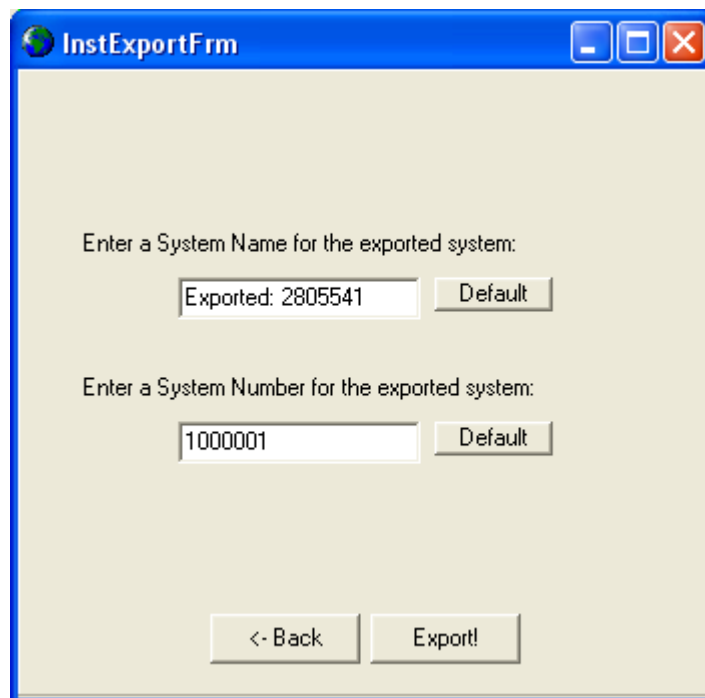 InstExportFrm
Enter a System Name for the exported system:
Exported: 2805541 Default
Enter a System Number for the exported system:
1000001 Default
<- Back Export!